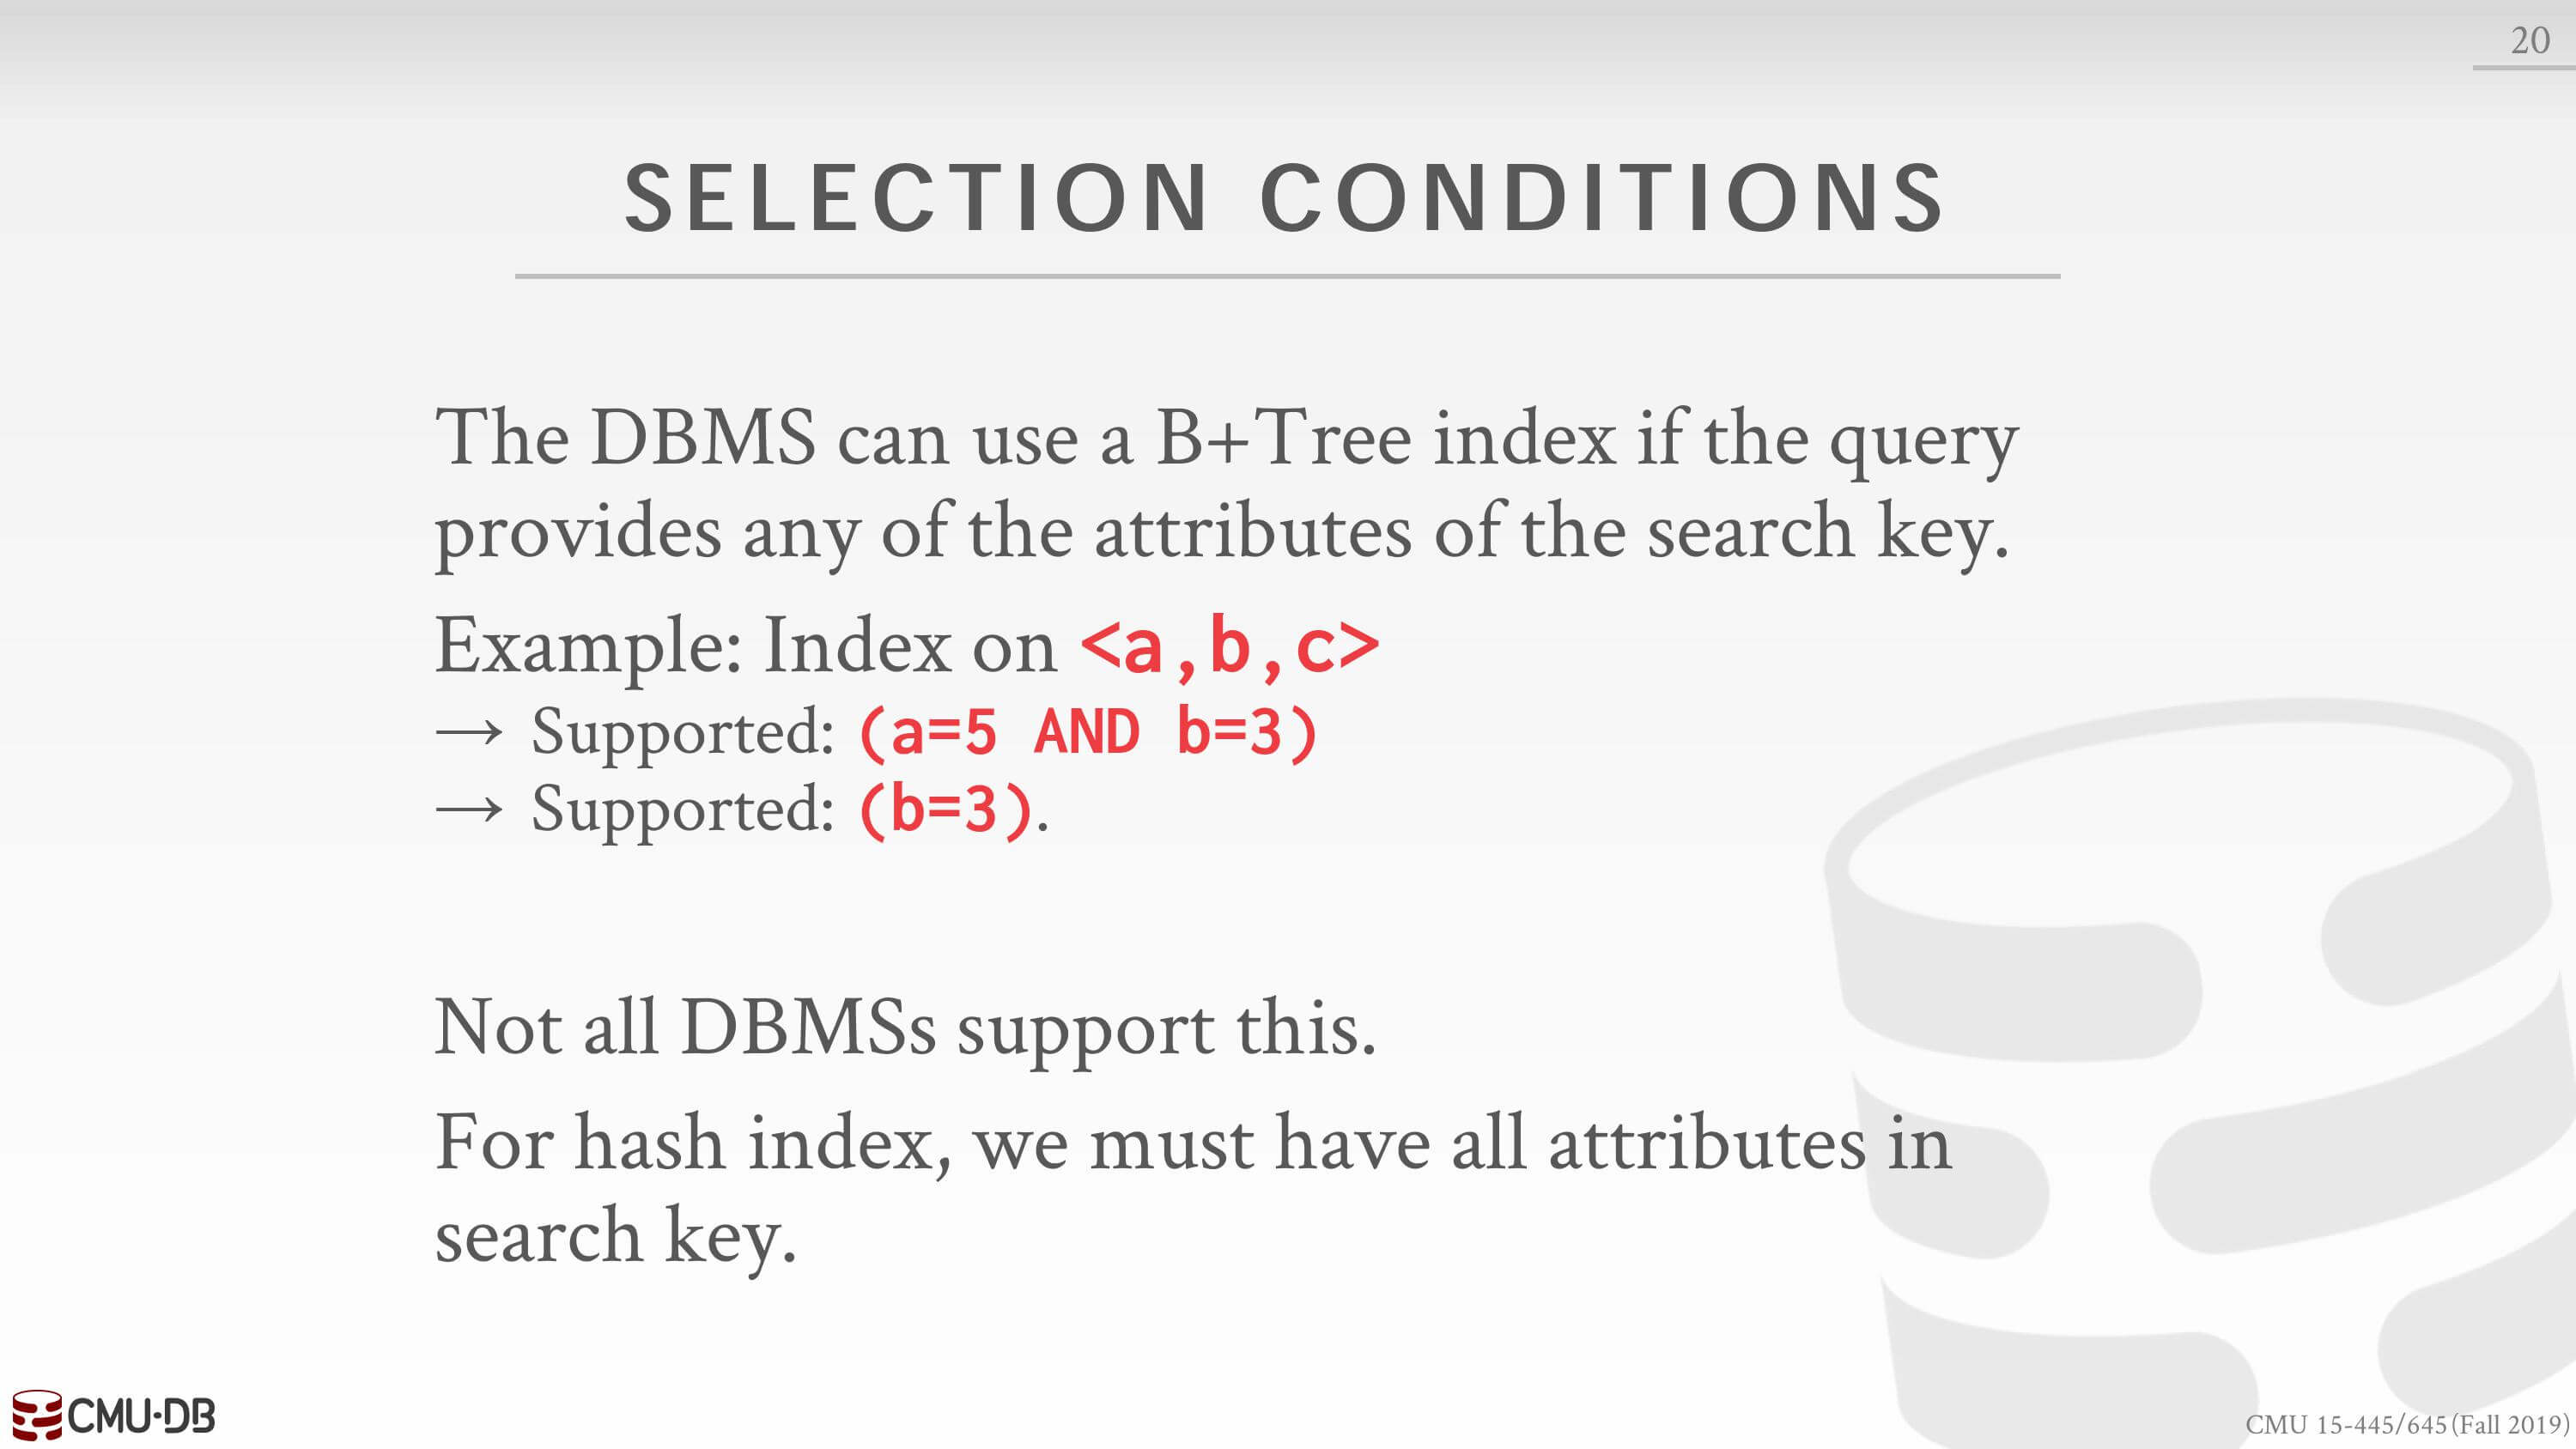 20
SELECTION CONDITIONS
The DBMS can use a B+Tree index if the query
provides any of the attributes of the search key.
Example: Index on <a,b,c>
→ Supported: (a=5 AND b=3)
→ Supported: (b=3).
Not all DBMSs support this.
For hash index, we must have all attributes in
search key.
CMU·DB
CMU 15-445/645 (Fall 2019)